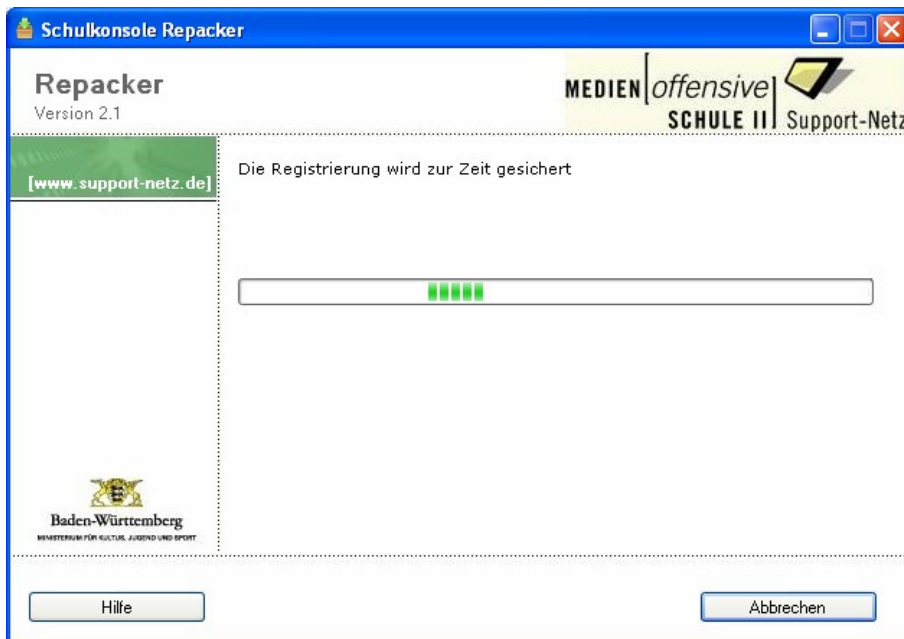 Schulkonsole Repacker
Repacker
Version 2.1
MEDIEN offensive
SCHULE II Support-Netz
[www.support-netz.de]
Die Registrierung wird zur Zeit gesichert
Baden-Württemberg
MINISTERIUM FÜR KULTUS, JUGEND UND SPORT
Hilfe
Abbrechen